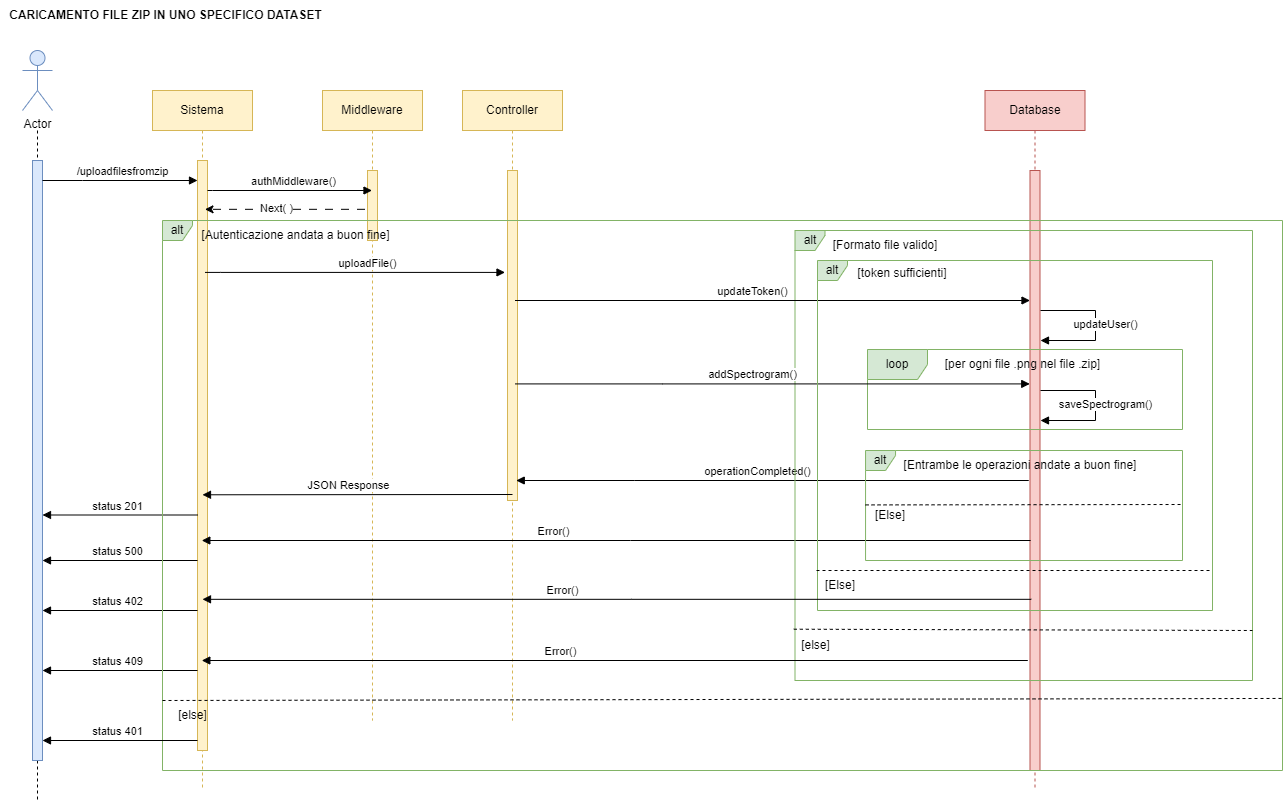 CARICAMENTO FILE ZIP IN UNO SPECIFICO DATASET
Actor
Sistema
Middleware
Controller
Database
/uploadfilesfromzip
authMiddleware()
Next( )
alt
[Autenticazione andata a buon fine]
alt
[Formato file valido]
uploadFile()
alt
[token sufficienti]
updateToken()
updateUser()
loop
[per ogni file .png nel file .zip]
addSpectrogram()
saveSpectrogram()
alt
[Entrambe le operazioni andate a buon fine]
operationCompleted()
JSON Response
status 201
[Else]
Error()
status 500
[Else]
Error()
status 402
[else]
Error()
status 409
[else]
status 401